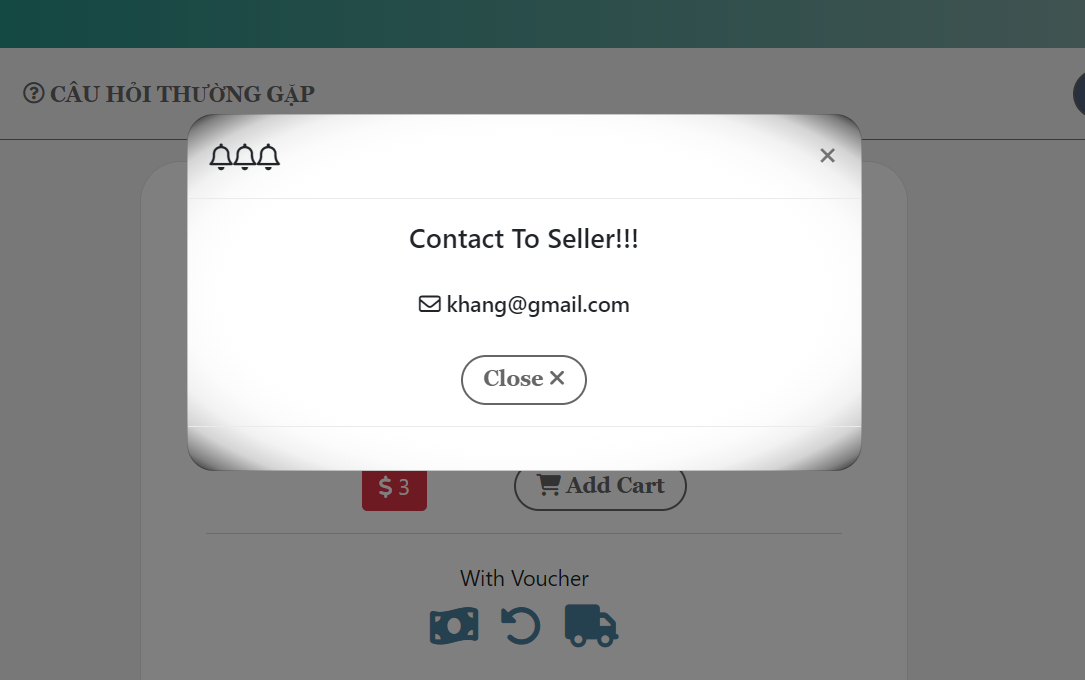 CÂU HỎI THƯỜNG GẶP
Contact To Seller!!!
khang@gmail.com
Close
$ 3
Add Cart
With Voucher